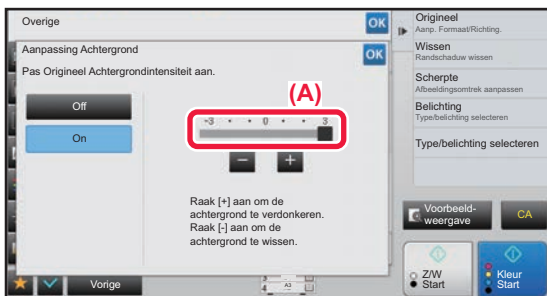 Overige
OK
Aanpassing Achtergrond
OK
Pas Origineel Achtergrondintensiteit aan.
(A)
Off
On
-3 • • 0 • • 3
− +
Raak [+] aan om de
achtergrond te verdonkeren.
Raak [-] aan om de
achtergrond te wissen.
Vorige
4 A3
Origineel
Aanp. Formaat/Richting.
Wissen
Randschaduw wissen
Scherpte
Afbeeldingsomtrek aanpassen
Belichting
Type/belichting selecteren
Type/belichting selecteren
Voorbeeld-
weergave
CA
Z/W
Start
Kleur
Start